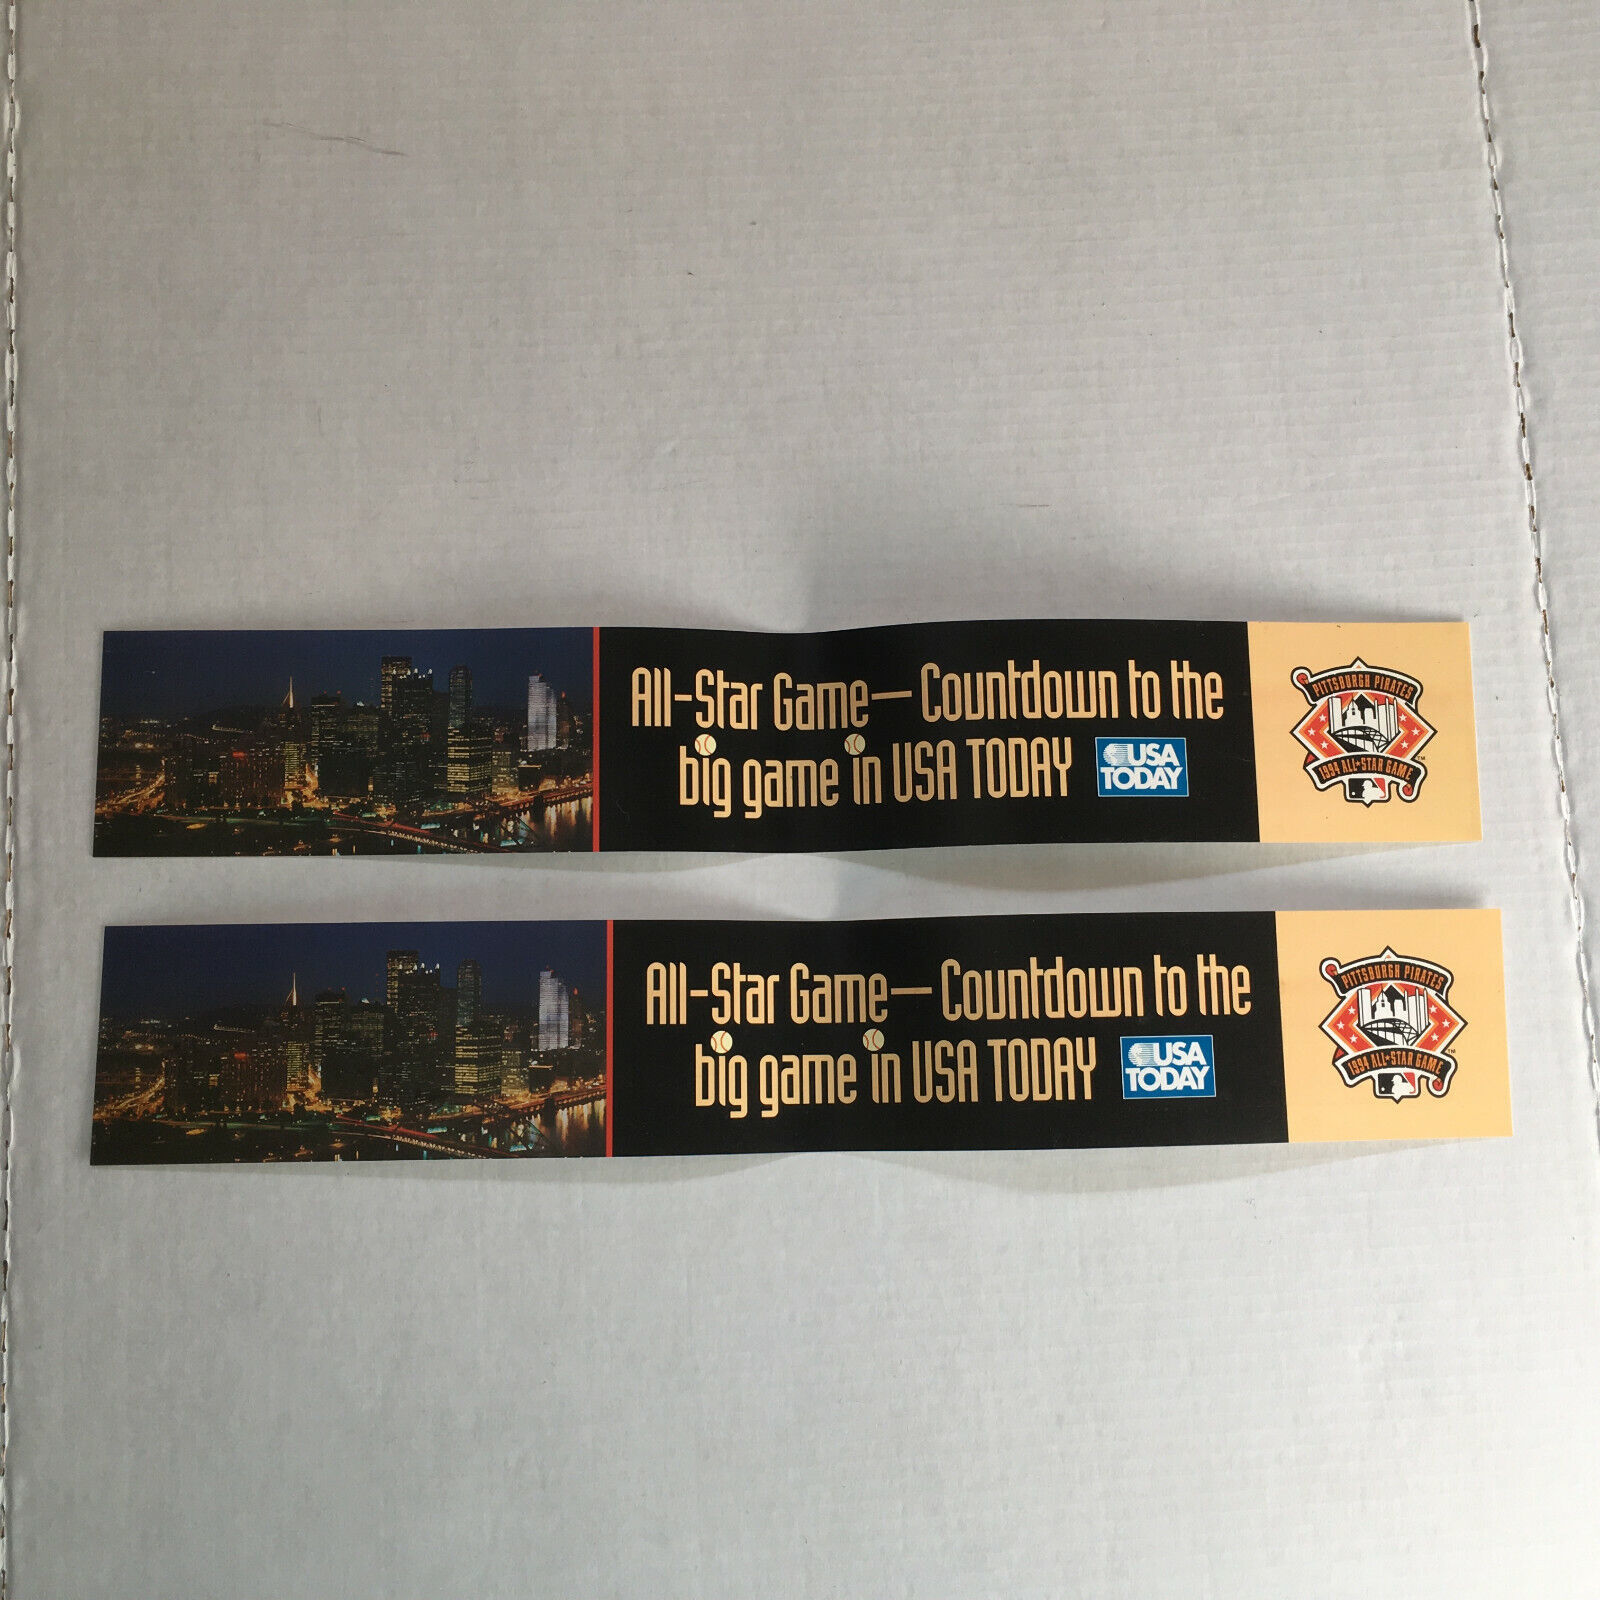 All-Star Game—Countdown to the
big game in USA TODAY
USA
TODAY
PITTSBURGH PIRATES
1994 ALL★STAR GAME
TM
All-Star Game—Countdown to the
big game in USA TODAY
USA
TODAY
PITTSBURGH PIRATES
1994 ALL★STAR GAME
TM